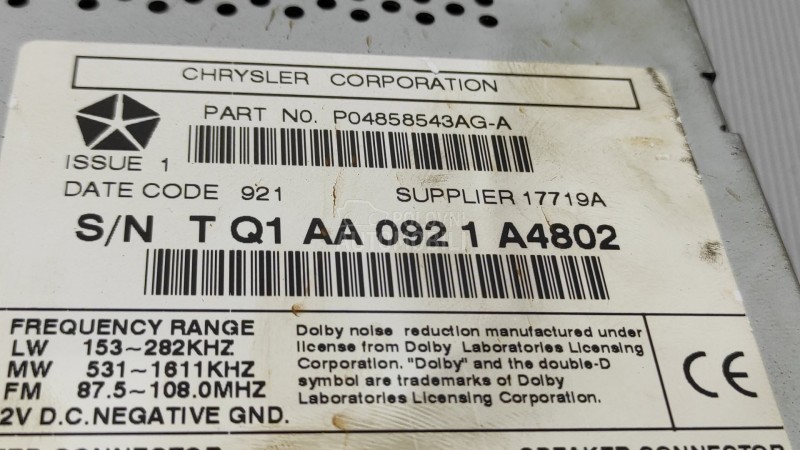 CHRYSLER CORPORATION
PART NO. P04858543AG-A
ISSUE 1
DATE CODE 921 SUPPLIER 17719A
S/N T Q1 AA 092 1 A4802
FREQUENCY RANGE
LW 153~282KHZ
MW 531~1611KHZ
FM 87.5~108.0MHZ
2V D.C.NEGATIVE GND.
Dolby noise reduction manufactured under
license from Dolby Laboratories Licensing
Corporation. "Dolby" and the double-D
symbol are trademarks of Dolby
Laboratories Licensing Corporation.
CE
CONNECTOR
SPEAKER CONNECTOR